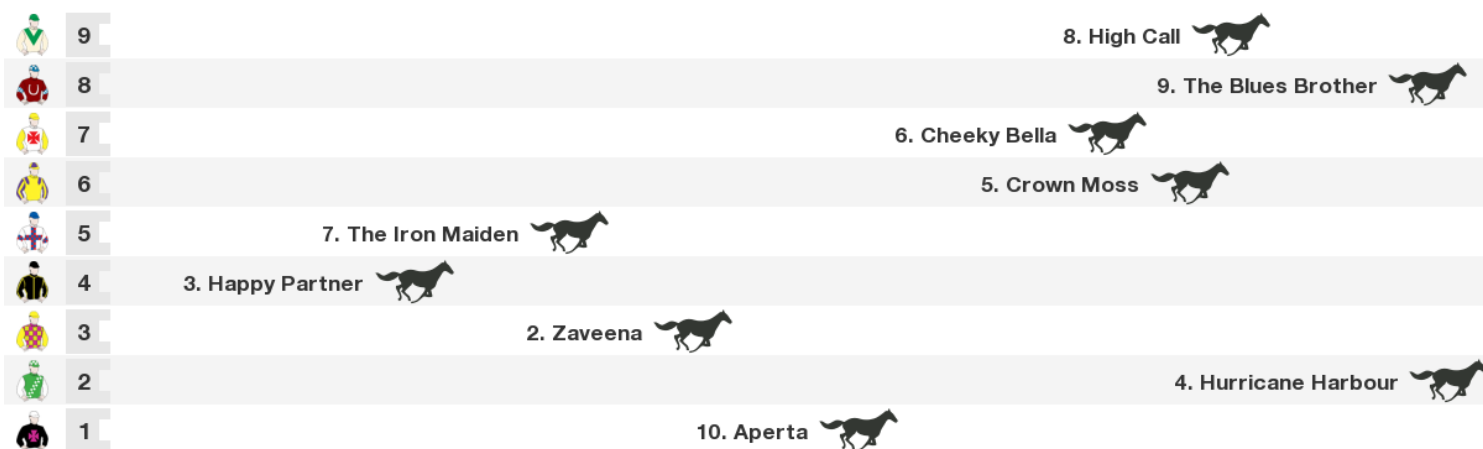 9 8. High Call
8 9. The Blues Brother
7 6. Cheeky Bella
6 5. Crown Moss
5 7. The Iron Maiden
4 3. Happy Partner
3 2. Zaveena
2 4. Hurricane Harbour
1 10. Aperta